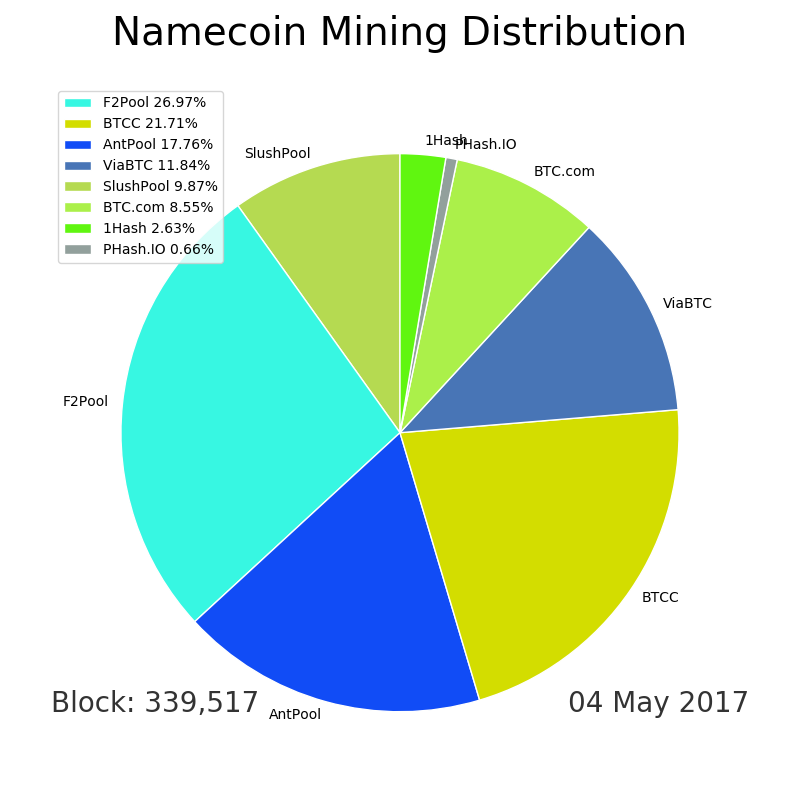 Namecoin Mining Distribution
F2Pool 26.97%
BTCC 21.71%
AntPool 17.76%
ViaBTC 11.84%
SlushPool 9.87%
BTC.com 8.55%
1Hash 2.63%
PHash.IO 0.66%
1Hash
PHash.IO
SlushPool
BTC.com
ViaBTC
F2Pool
BTCC
AntPool
Block: 339,517
04 May 2017